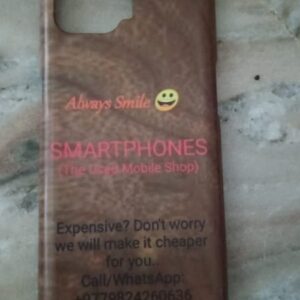 Always Smile 😀
SMARTPHONES
(The Used Mobile Shop)
Expensive? Don't worry
we will make it cheaper
for you..
Call/WhatsApp:
+9779824260636